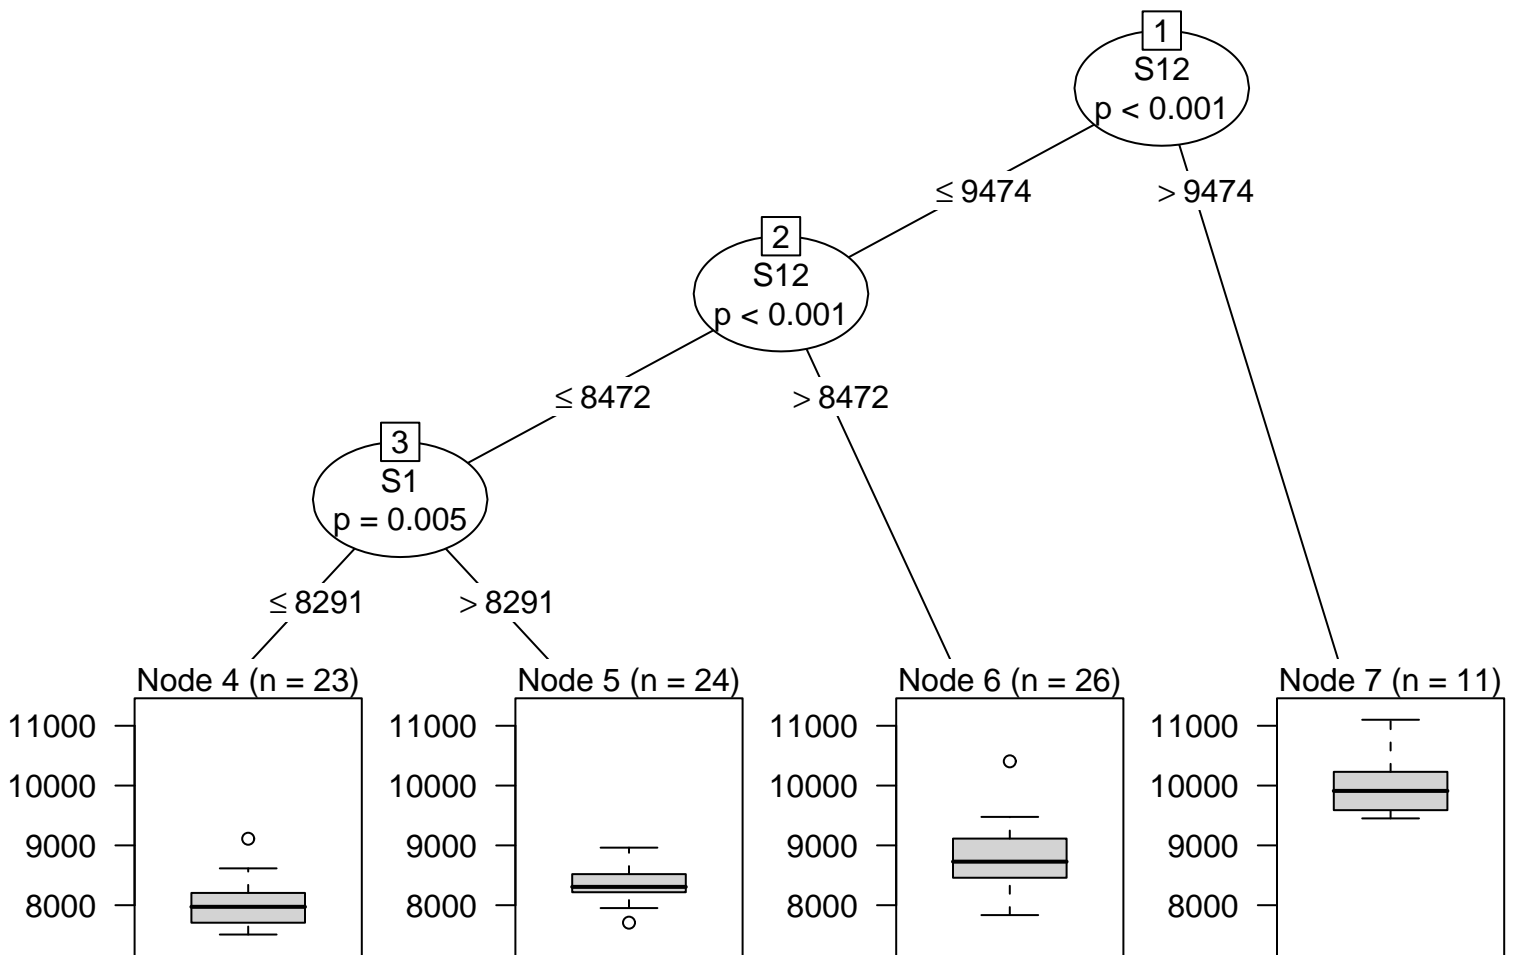 1
S12
p < 0.001
≤ 9474
> 9474
2
S12
p < 0.001
≤ 8472
> 8472
3
S1
p = 0.005
≤ 8291
> 8291
Node 4 (n = 23)
11000
10000
9000
8000
Node 5 (n = 24)
11000
10000
9000
8000
Node 6 (n = 26)
11000
10000
9000
8000
Node 7 (n = 11)
11000
10000
9000
8000